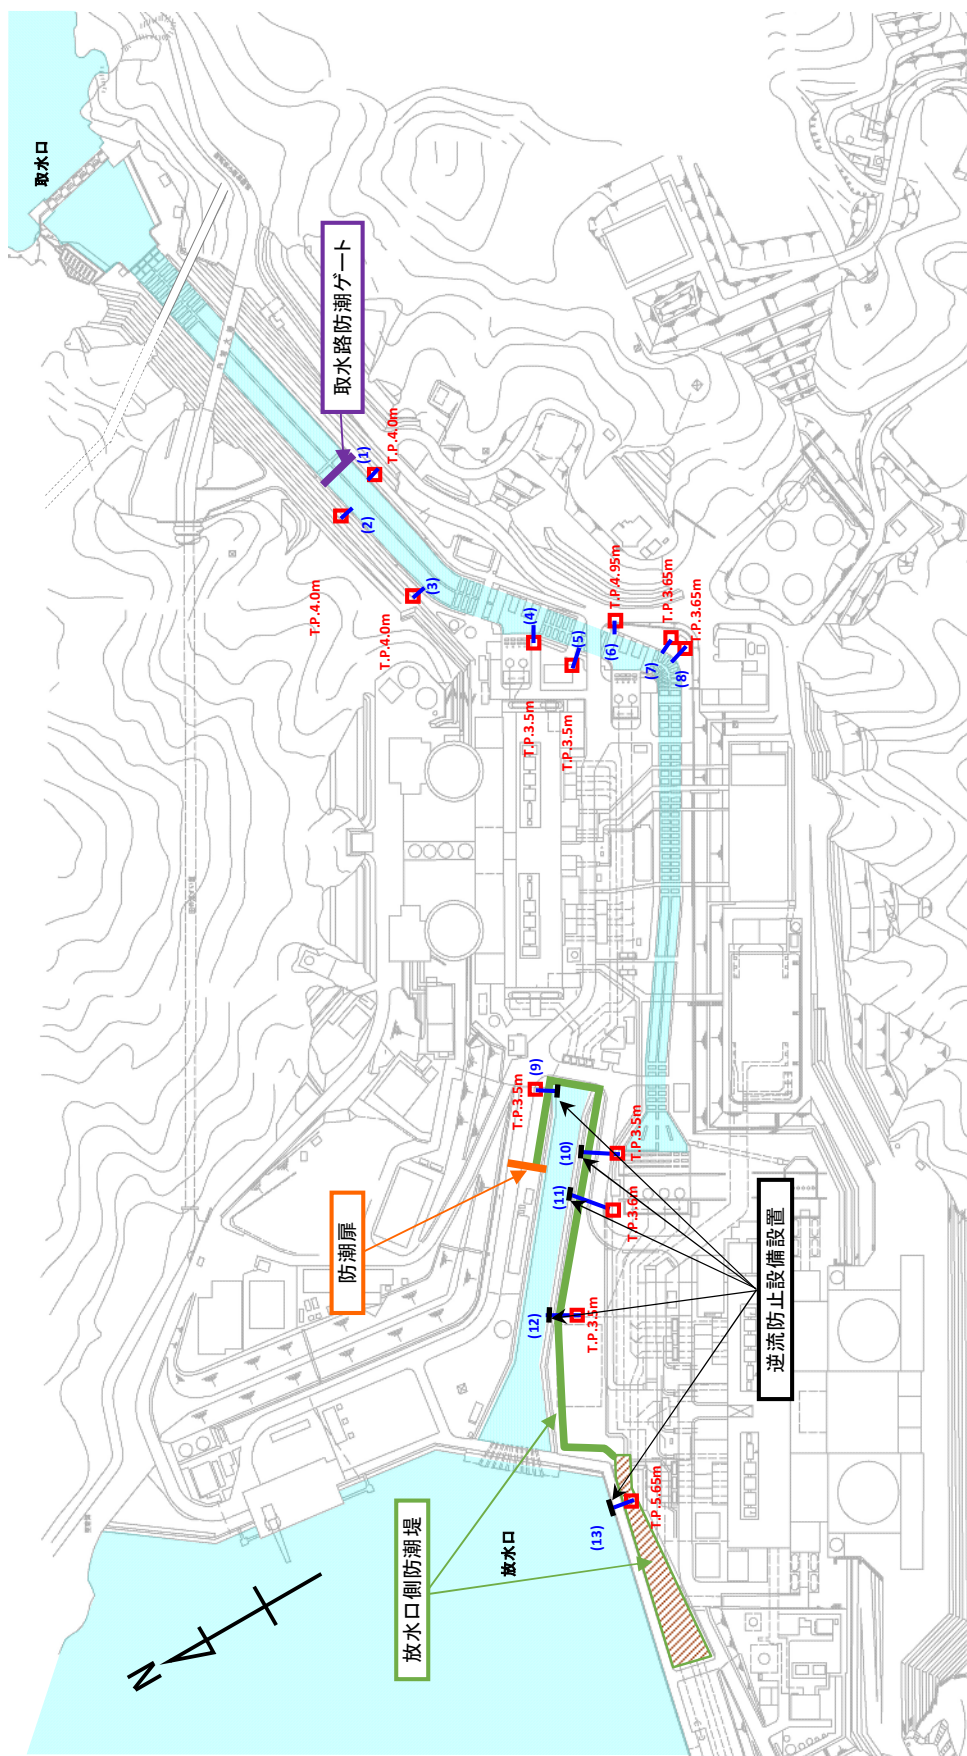 取水口
取水路防潮ゲート
(1)
T.P.4.0m
(2)
T.P.4.0m
(3)
T.P.4.0m
(4)
T.P.3.5m
(5)
T.P.3.5m
(6)
T.P.4.95m
(7)
T.P.3.65m
(8)
T.P.3.65m
(9)
T.P.3.5m
(10)
T.P.3.5m
(11)
T.P.3.6m
(12)
T.P.3.5m
(13)
T.P.5.65m
防潮扉
逆流防止設備設置
放水口側防潮堤
放水口
N